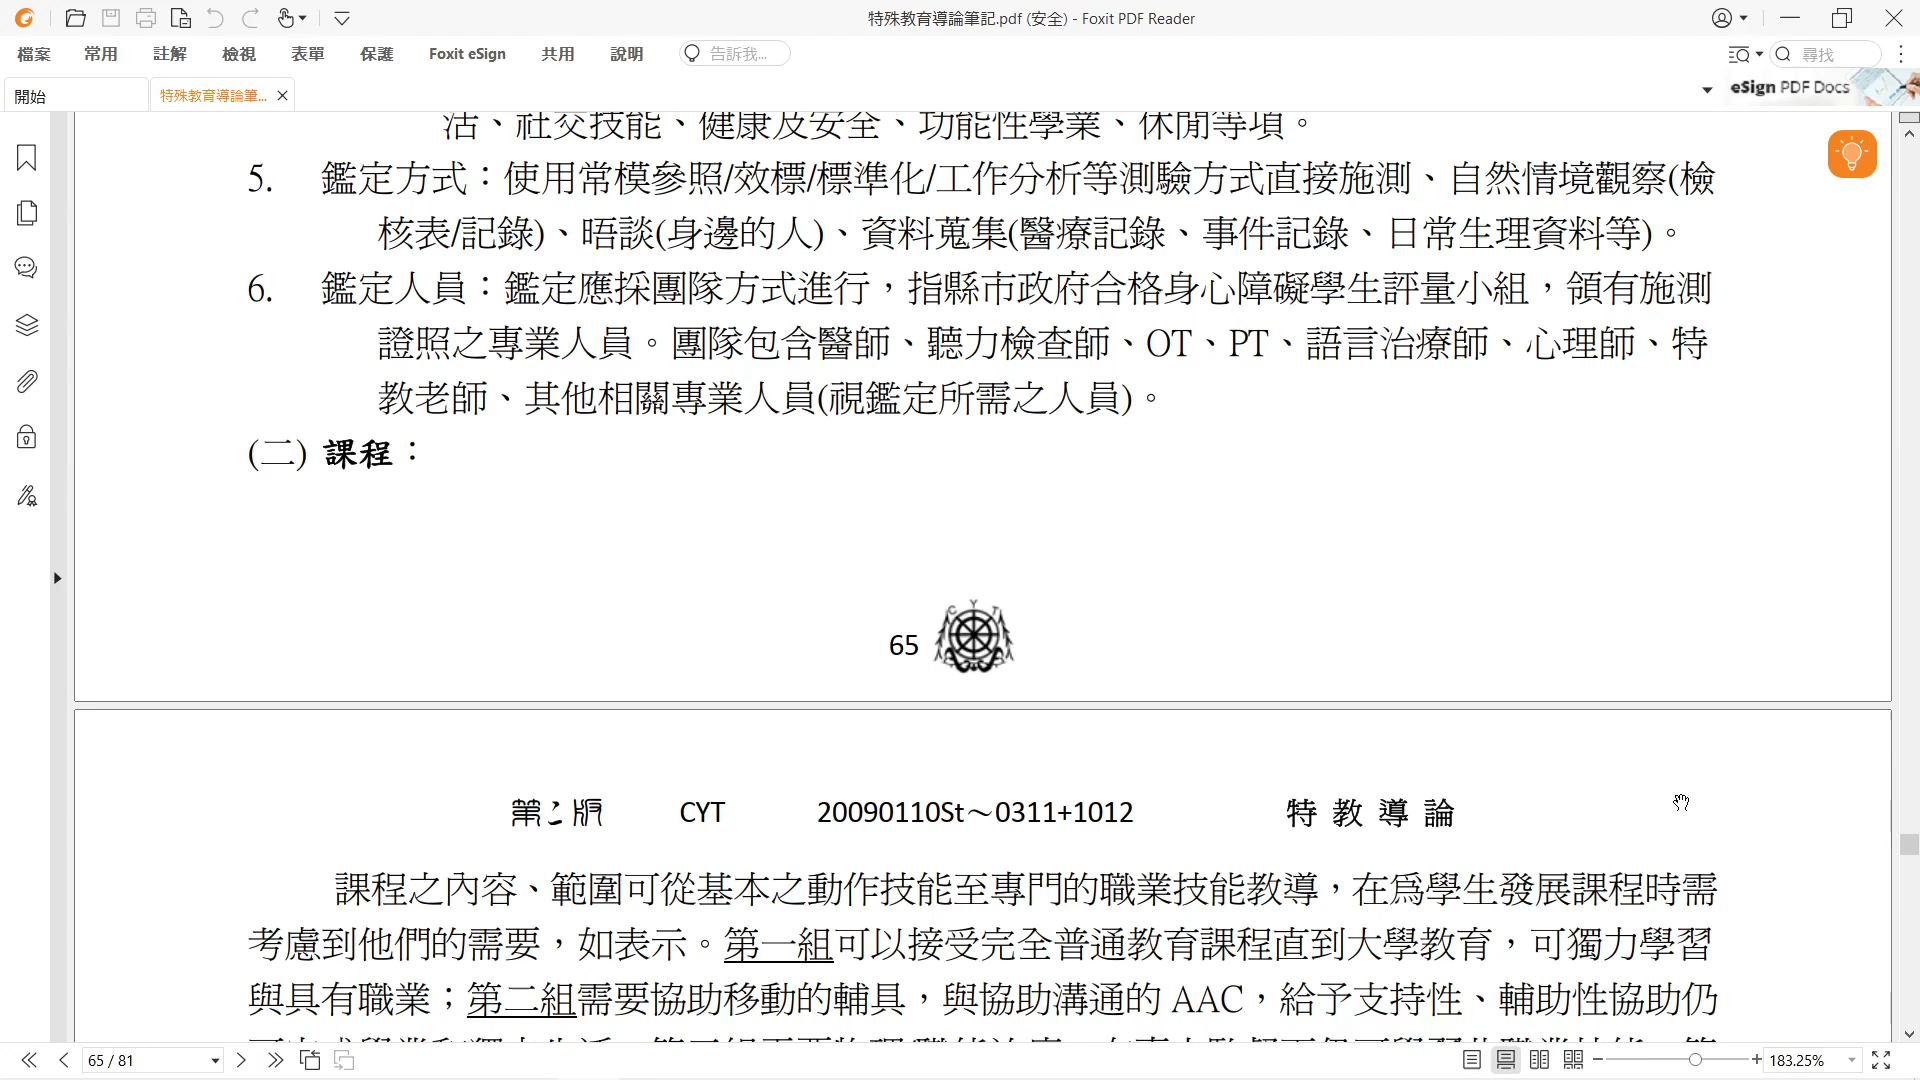 特殊教育導論筆記.pdf (安全) - Foxit PDF Reader
檔案 常用 註解 檢視 表單 保護 Foxit eSign 共用 說明 告訴我... 尋找
開始 特殊教育導論筆... eSign PDF Docs
活、社交技能、健康及安全、功能性學業、休閒等項。
5. 鑑定方式：使用常模參照/效標/標準化/工作分析等測驗方式直接施測、自然情境觀察(檢
核表/記錄)、晤談(身邊的人)、資料蒐集(醫療記錄、事件記錄、日常生理資料等)。
6. 鑑定人員：鑑定應採團隊方式進行，指縣市政府合格身心障礙學生評量小組，領有施測
證照之專業人員。團隊包含醫師、聽力檢查師、OT、PT、語言治療師、心理師、特
教老師、其他相關專業人員(視鑑定所需之人員)。
(二) 課程：
C Y T
65
第二版 CYT 20090110St～0311+1012 特教導論
課程之內容、範圍可從基本之動作技能至專門的職業技能教導，在為學生發展課程時需
考慮到他們的需要，如表示。第一組可以接受完全普通教育課程直到大學教育，可獨力學習
與具有職業；第二組需要協助移動的輔具，與協助溝通的 AAC，給予支持性、輔助性協助仍
65 / 81 183.25%